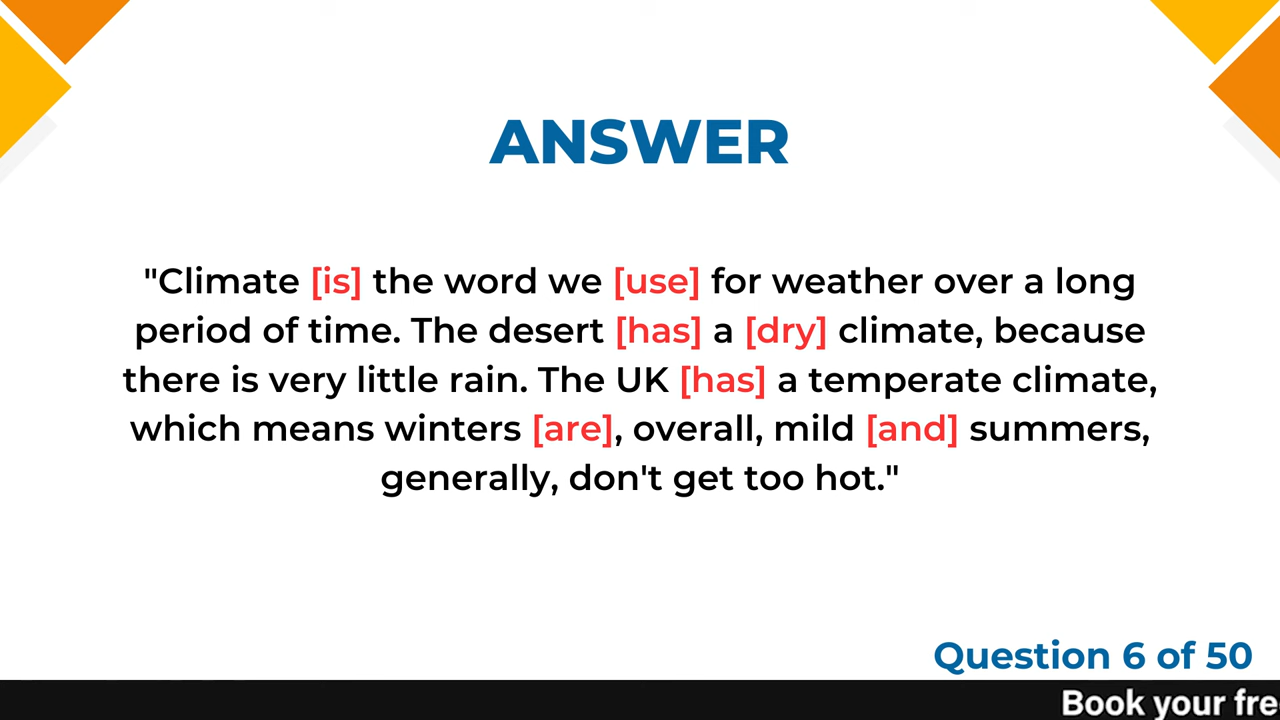 ANSWER
"Climate [is] the word we [use] for weather over a long
period of time. The desert [has] a [dry] climate, because
there is very little rain. The UK [has] a temperate climate,
which means winters [are], overall, mild [and] summers,
generally, don't get too hot."
Question 6 of 50
Book your fre